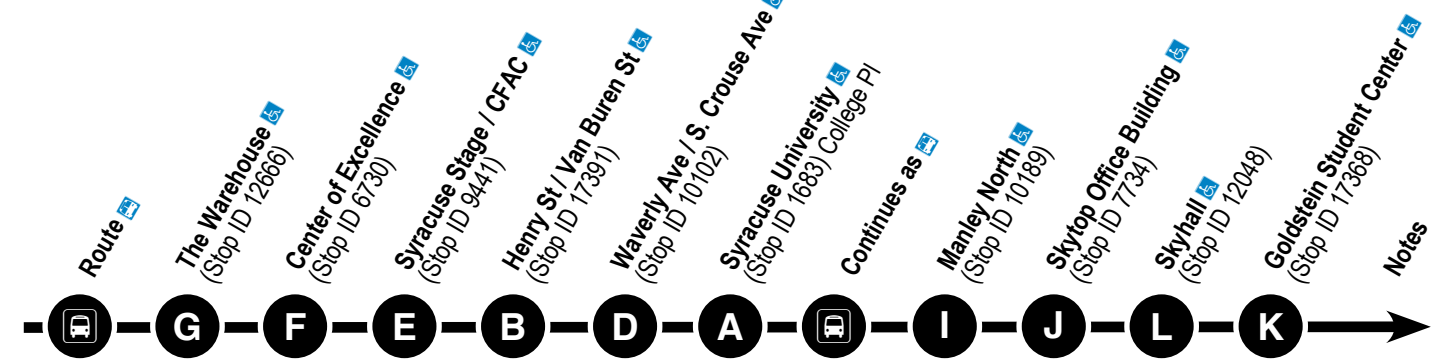 Route
The Warehouse
(Stop ID 12666)
Center of Excellence
(Stop ID 6730)
Syracuse Stage / CFAC
(Stop ID 9441)
Henry St / Van Buren St
(Stop ID 17391)
Waverly Ave / S. Crouse Ave
(Stop ID 10102)
Syracuse University
(Stop ID 1683) College Pl
Continues as
Manley North
(Stop ID 10189)
Skytop Office Building
(Stop ID 7734)
Skyhall
(Stop ID 12048)
Goldstein Student Center
(Stop ID 17368)
Notes
G F E B D A I J L K